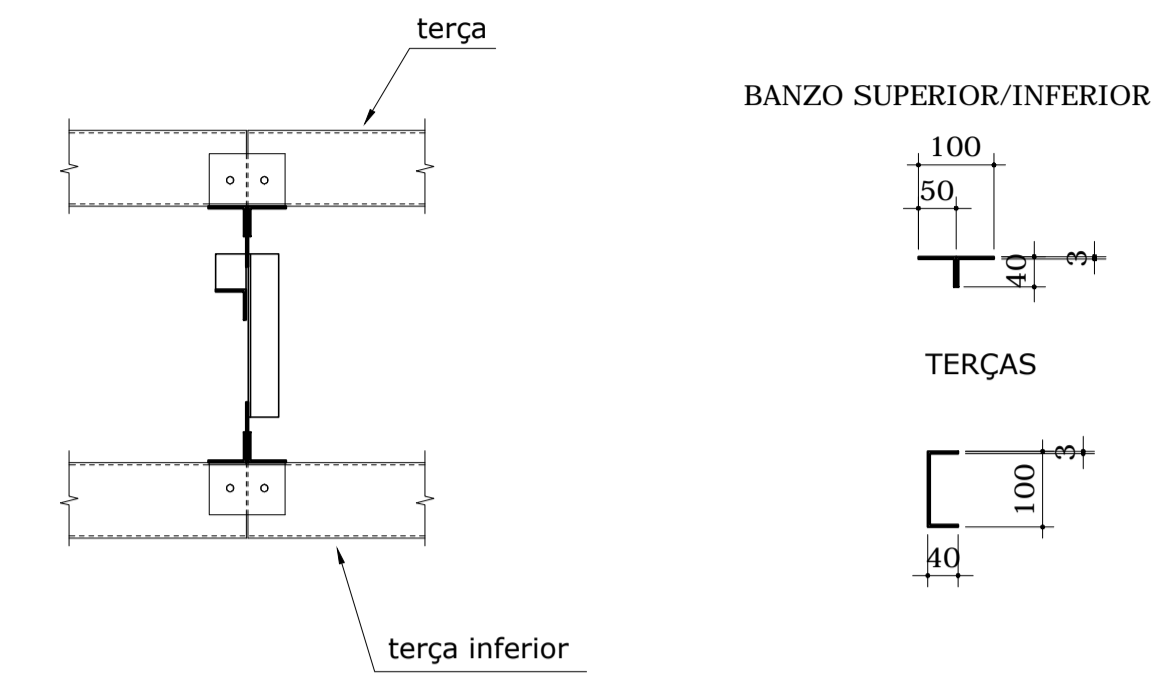 terça
BANZO SUPERIOR/INFERIOR
100
50
40
3
TERÇAS
3
100
40
terça inferior